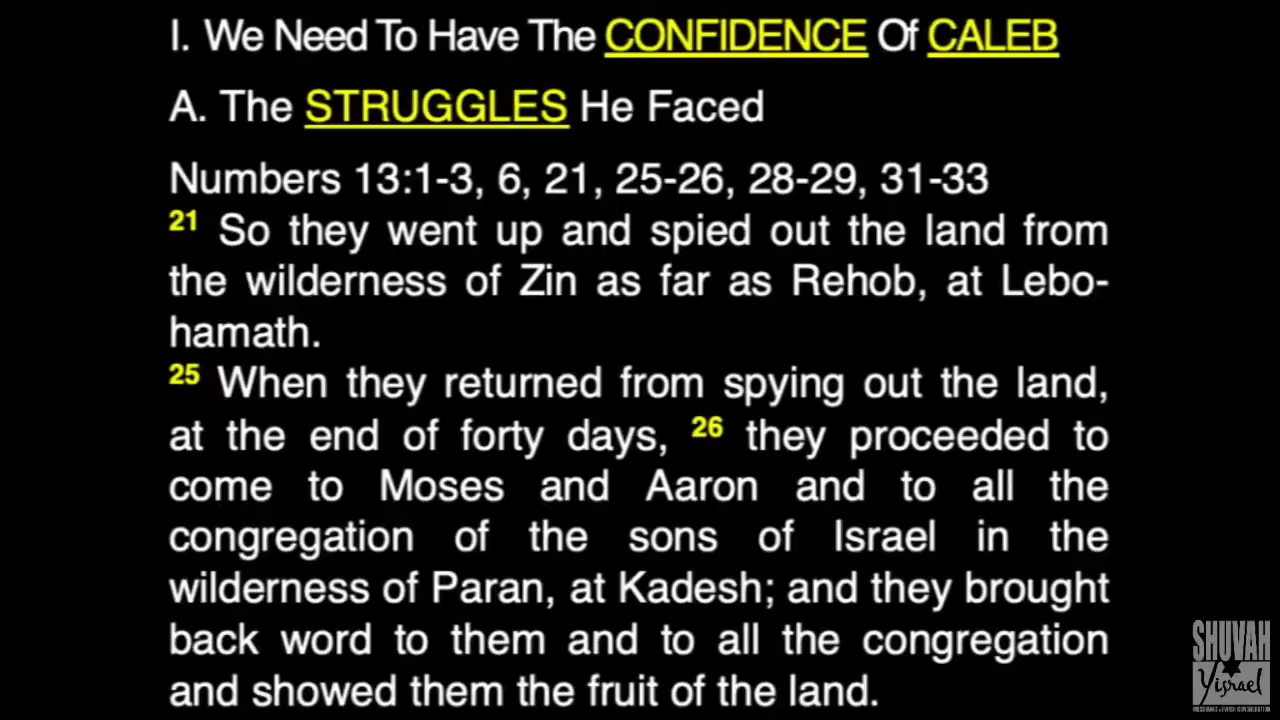 I. We Need To Have The CONFIDENCE Of CALEB
A. The STRUGGLES He Faced
Numbers 13:1-3, 6, 21, 25-26, 28-29, 31-33
21 So they went up and spied out the land from
the wilderness of Zin as far as Rehob, at Lebo-
hamath.
25 When they returned from spying out the land,
at the end of forty days, 26 they proceeded to
come to Moses and Aaron and to all the
congregation of the sons of Israel in the
wilderness of Paran, at Kadesh; and they brought
back word to them and to all the congregation
and showed them the fruit of the land.
SHUVAH
Yisrael